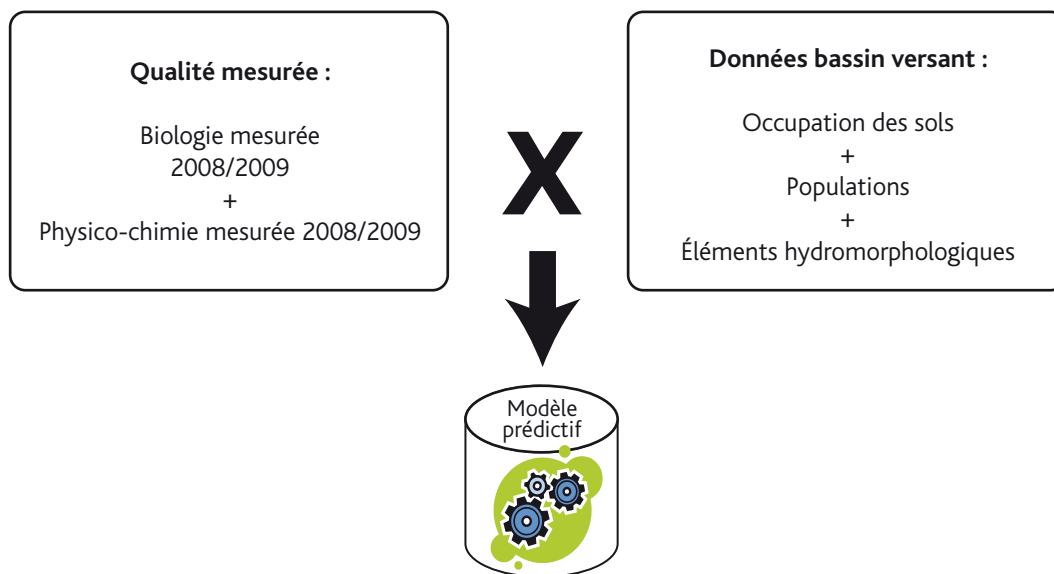 Qualité mesurée :
Biologie mesurée
2008/2009
+
Physico-chimie mesurée 2008/2009
X
Données bassin versant :
Occupation des sols
+
Populations
+
Éléments hydromorphologiques
Modèle
prédictif